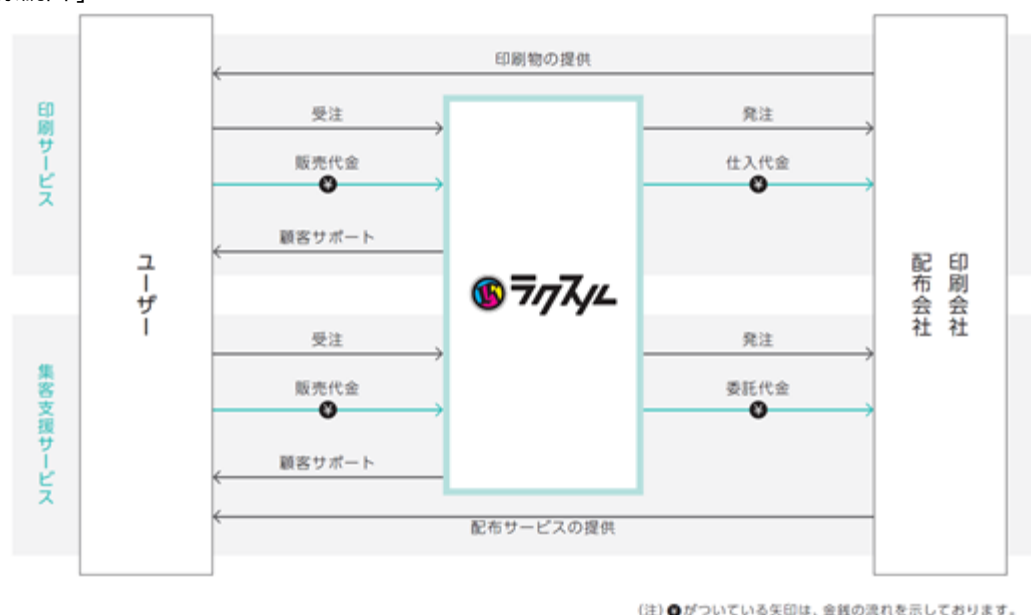 印刷サービス
ユーザー
印刷物の提供
受注
発注
販売代金
¥
仕入代金
¥
顧客サポート
ラクスル
印刷会社
配布会社
集客支援サービス
受注
発注
販売代金
¥
委託代金
¥
顧客サポート
配布サービスの提供
(注)¥がついている矢印は、金銭の流れを示しております。